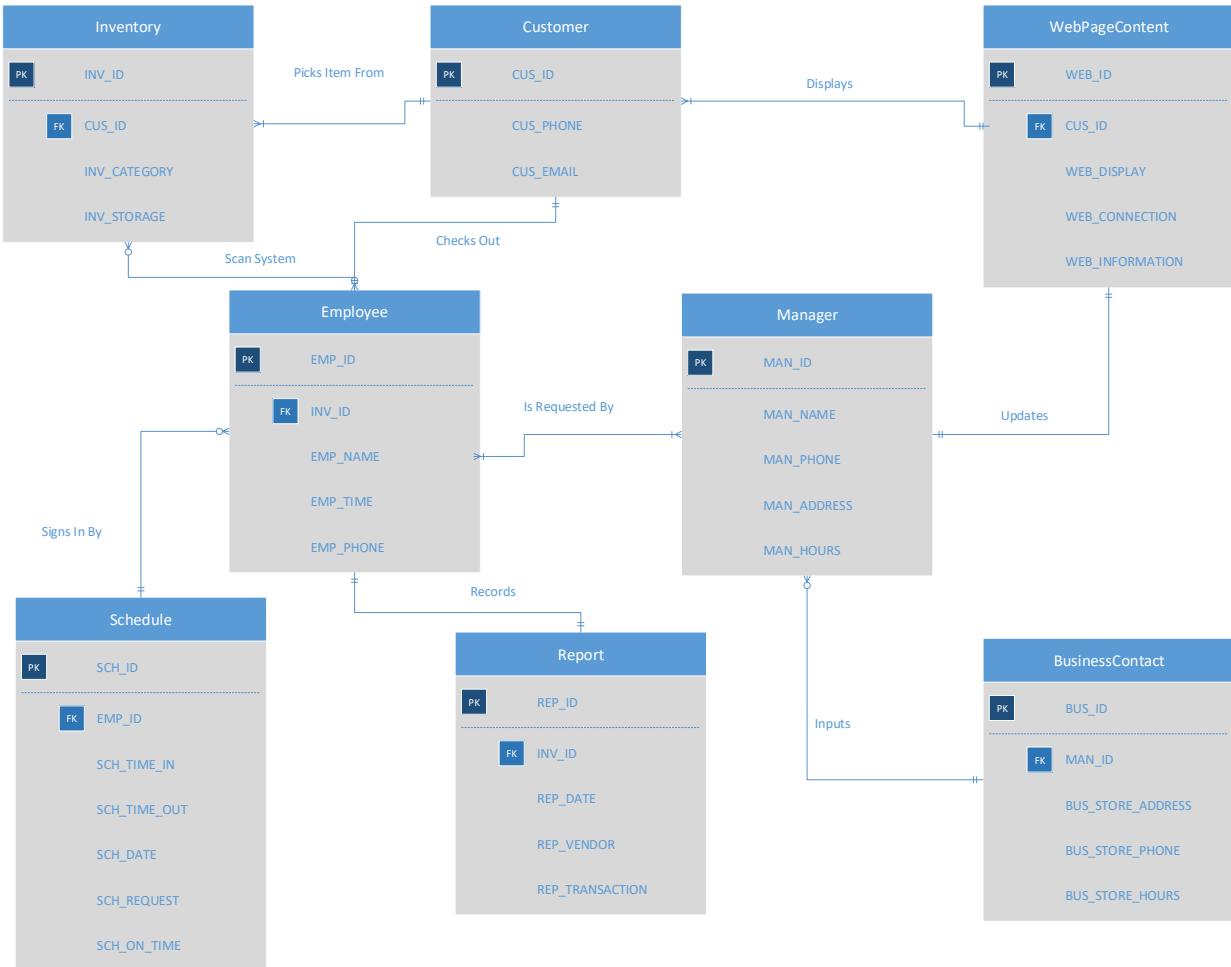 Inventory
PK INV_ID
FK CUS_ID
INV_CATEGORY
INV_STORAGE
Picks Item From
Customer
PK CUS_ID
CUS_PHONE
CUS_EMAIL
Displays
WebPageContent
PK WEB_ID
FK CUS_ID
WEB_DISPLAY
WEB_CONNECTION
WEB_INFORMATION
Scan System
Checks Out
Employee
PK EMP_ID
FK INV_ID
EMP_NAME
EMP_TIME
EMP_PHONE
Is Requested By
Manager
PK MAN_ID
MAN_NAME
MAN_PHONE
MAN_ADDRESS
MAN_HOURS
Updates
Signs In By
Records
Schedule
PK SCH_ID
FK EMP_ID
SCH_TIME_IN
SCH_TIME_OUT
SCH_DATE
SCH_REQUEST
SCH_ON_TIME
Report
PK REP_ID
FK INV_ID
REP_DATE
REP_VENDOR
REP_TRANSACTION
Inputs
BusinessContact
PK BUS_ID
FK MAN_ID
BUS_STORE_ADDRESS
BUS_STORE_PHONE
BUS_STORE_HOURS